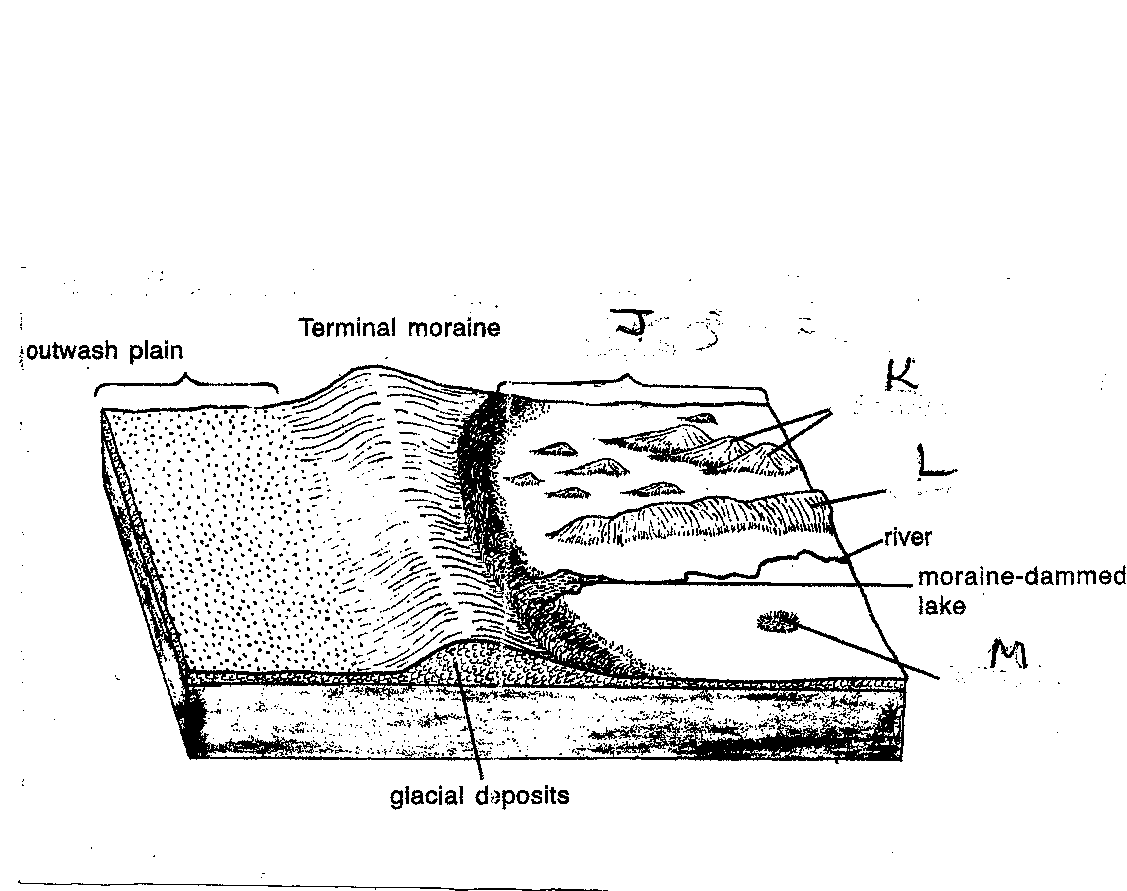 Terminal moraine
J
outwash plain
K
L
river
moraine-dammed
lake
M
glacial deposits